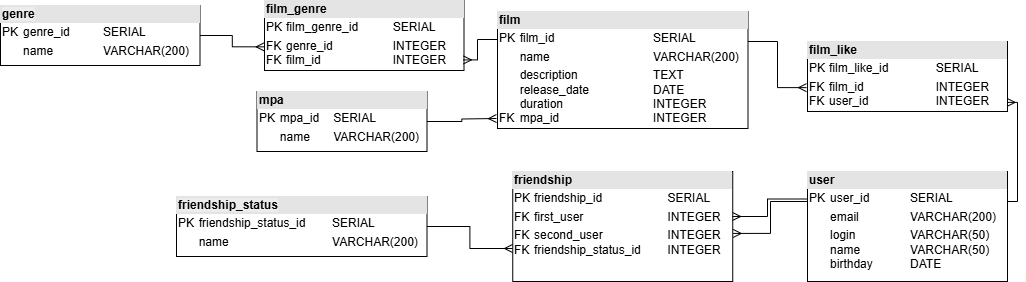 genre
PK genre_id SERIAL
name VARCHAR(200)
film_genre
PK film_genre_id SERIAL
FK genre_id INTEGER
FK film_id INTEGER
film
PK film_id SERIAL
name VARCHAR(200)
description TEXT
release_date DATE
duration INTEGER
FK mpa_id INTEGER
film_like
PK film_like_id SERIAL
FK film_id INTEGER
FK user_id INTEGER
mpa
PK mpa_id SERIAL
name VARCHAR(200)
friendship_status
PK friendship_status_id SERIAL
name VARCHAR(200)
friendship
PK friendship_id SERIAL
FK first_user INTEGER
FK second_user INTEGER
FK friendship_status_id INTEGER
user
PK user_id SERIAL
email VARCHAR(200)
login VARCHAR(50)
name VARCHAR(50)
birthday DATE